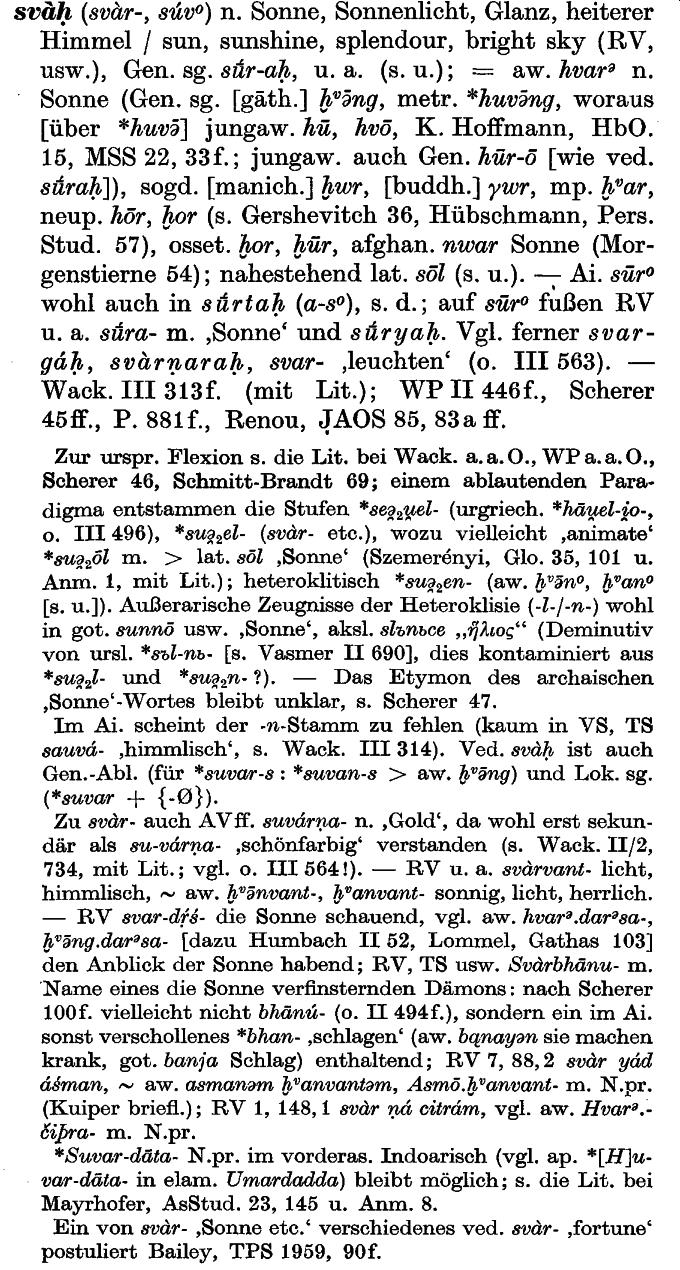 svàḥ (svàr-, súvº) n. Sonne, Sonnenlicht, Glanz, heiterer
Himmel / sun, sunshine, splendour, bright sky (RV,
usw.), Gen. sg. sū́r-aḥ, u. a. (s. u.); = aw. hvarᵊ n.
Sonne (Gen. sg. [gāth.] ḫᵛə̄ng, metr. *huvə̄ng, woraus
[über *huvə̄] jungaw. hū, hvō, K. Hoffmann, HbO.
15, MSS 22, 33f.; jungaw. auch Gen. hūr-ō [wie ved.
sū́raḥ]), sogd. [manich.] ḫwr, [buddh.] γwr, mp. ḫᵛar,
neup. hōr, ḫor (s. Gershevitch 36, Hübschmann, Pers.
Stud. 57), osset. ḫor, ḫūr, afghan. nwar Sonne (Mor-
genstierne 54); nahestehend lat. sōl (s. u.). — Ai. sūrº
wohl auch in sū́rtaḥ (a-sº), s. d.; auf sūrº fußen RV
u. a. sū́ra- m. ‚Sonne‘ und sū́ryaḥ. Vgl. ferner svar-
gáḥ, svàrṇaraḥ, svar- ‚leuchten‘ (o. III 563). —
Wack. III 313f. (mit Lit.); WP II 446f., Scherer
45ff., P. 881f., Renou, JAOS 85, 83a ff.
Zur urspr. Flexion s. die Lit. bei Wack. a. a. O., WP a. a. O.,
Scherer 46, Schmitt-Brandt 69; einem ablautenden Para-
digma entstammen die Stufen *seə̯₂u̯el- (urgriech. *hāu̯el-i̯o-,
o. III 496), *suə̯₂el- (svàr- etc.), wozu vielleicht ‚animate‘
*suə̯₂ōl m. > lat. sōl ‚Sonne‘ (Szemerényi, Glo. 35, 101 u.
Anm. 1, mit Lit.); heteroklitisch *suə̯₂en- (aw. ḫᵛə̄nº, ḫᵛanº
[s. u.]). Außerarische Zeugnisse der Heteroklisie (-l-/-n-) wohl
in got. sunnō usw. ‚Sonne‘, aksl. slъnьce „ἥλιος“ (Deminutiv
von ursl. *sъl-nь- [s. Vasmer II 690], dies kontaminiert aus
*suə̯₂l- und *suə̯₂n- ?). — Das Etymon des archaischen
‚Sonne‘-Wortes bleibt unklar, s. Scherer 47.
Im Ai. scheint der -n-Stamm zu fehlen (kaum in VS, TS
sauvá- ‚himmlisch‘, s. Wack. III 314). Ved. svàḥ ist auch
Gen.-Abl. (für *suvar-s : *suvan-s > aw. ḫᵛə̄ng) und Lok. sg.
(*suvar + {-Ø}).
Zu svàr- auch AVff. suvárṇa- n. ‚Gold‘, da wohl erst sekun-
där als su-várṇa- ‚schönfarbig‘ verstanden (s. Wack. II/2,
734, mit Lit.; vgl. o. III 564!). — RV u. a. svàrvant- licht,
himmlisch, ~ aw. ḫᵛə̄nvant-, ḫᵛanvant- sonnig, licht, herrlich.
— RV svar-dŕ̥ś- die Sonne schauend, vgl. aw. hvarᵊ.darᵊsa-,
ḫᵛə̄ng.darᵊsa- [dazu Humbach II 52, Lommel, Gathas 103]
den Anblick der Sonne habend; RV, TS usw. Svàrbhānu- m.
Name eines die Sonne verfinsternden Dämons: nach Scherer
100f. vielleicht nicht bhānú- (o. II 494f.), sondern ein im Ai.
sonst verschollenes *bhan- ‚schlagen‘ (aw. bąnayən sie machen
krank, got. banja Schlag) enthaltend; RV 7, 88,2 svàr yád
áśman, ~ aw. asmanəm ḫᵛanvantəm, Asmō.ḫᵛanvant- m. N.pr.
(Kuiper briefl.); RV 1, 148,1 svàr ṇá citrám, vgl. aw. Hvarᵊ.-
čiϑra- m. N.pr.
*Suvar-dāta- N.pr. im vorderas. Indoarisch (vgl. ap. *[H]u-
var-dāta- in elam. Umardadda) bleibt möglich; s. die Lit. bei
Mayrhofer, AsStud. 23, 145 u. Anm. 8.
Ein von svàr- ‚Sonne etc.‘ verschiedenes ved. svàr- ‚fortune‘
postuliert Bailey, TPS 1959, 90f.